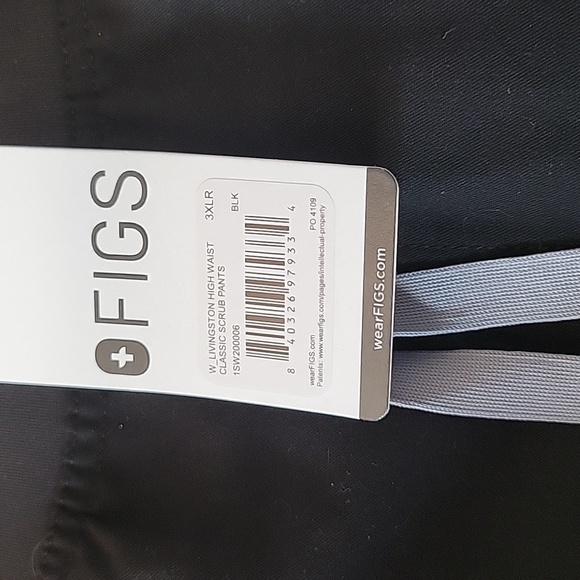 FIGS
W_LIVINGSTON HIGH WAIST 3XLR
CLASSIC SCRUB PANTS
1SW200006 BLK
8 40326 97933 4
wearFIGS.com PO 4109
Patents: www.wearfigs.com/pages/intellectual-property
wearFIGS.com